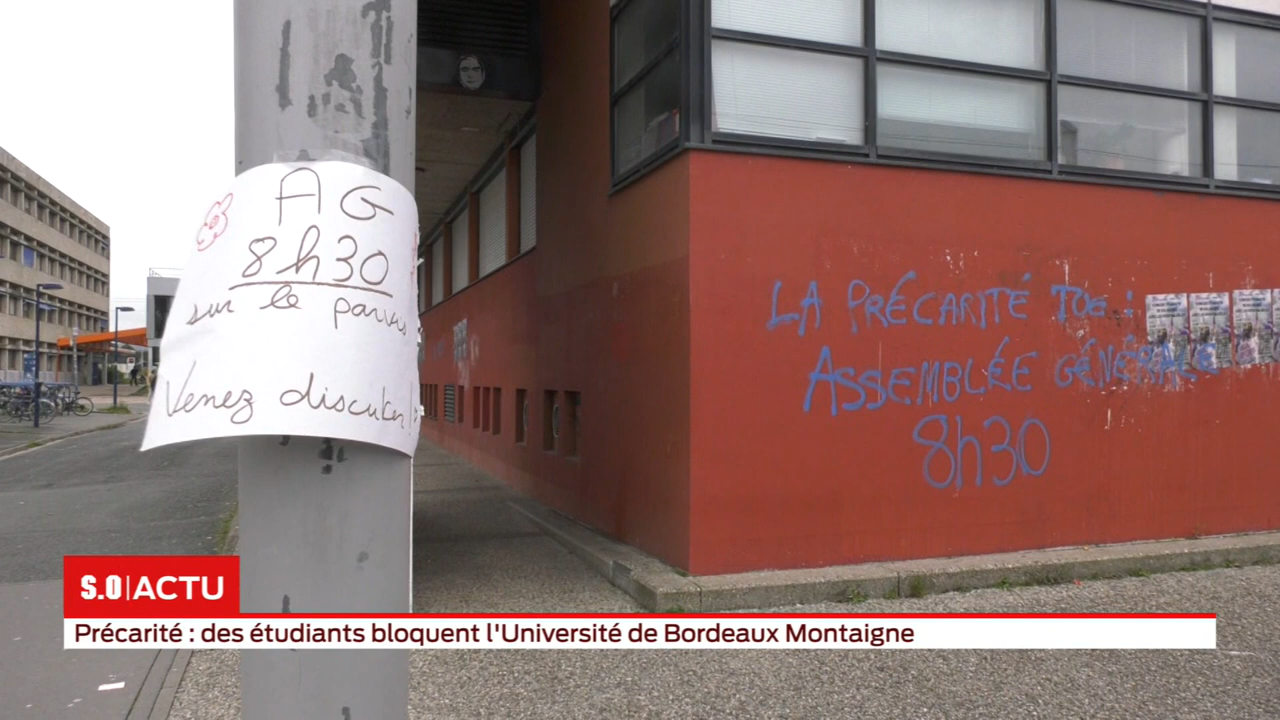 AG
8h30
sur le parvis
Venez discuter
LA PRÉCARITÉ TUE :
ASSEMBLÉE GÉNÉRALE
8h30
S.O ACTU
Précarité : des étudiants bloquent l'Université de Bordeaux Montaigne